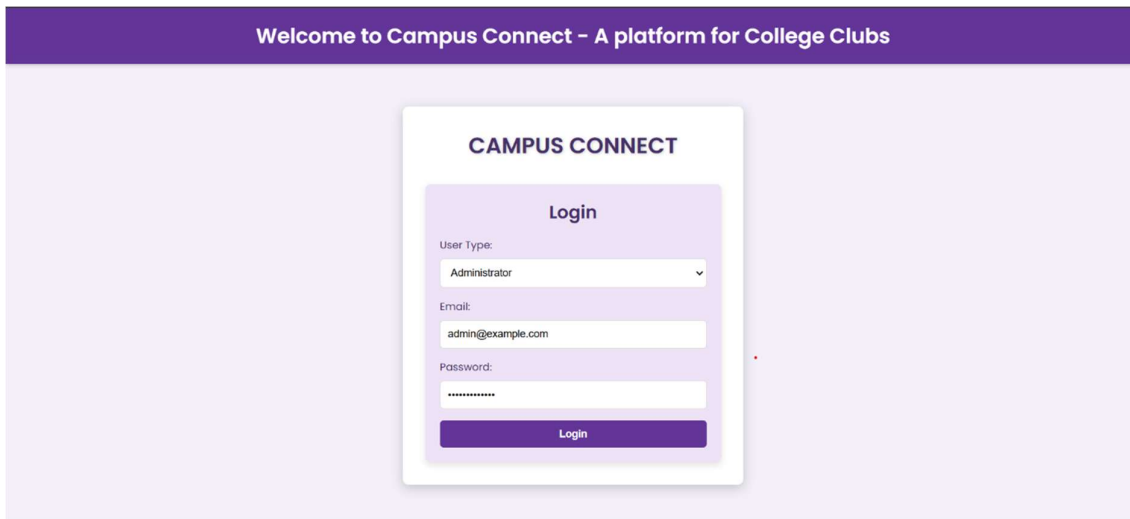 Welcome to Campus Connect - A platform for College Clubs
CAMPUS CONNECT
Login
User Type:
Administrator
Email:
admin@example.com
Password:
•••••••••••••
Login